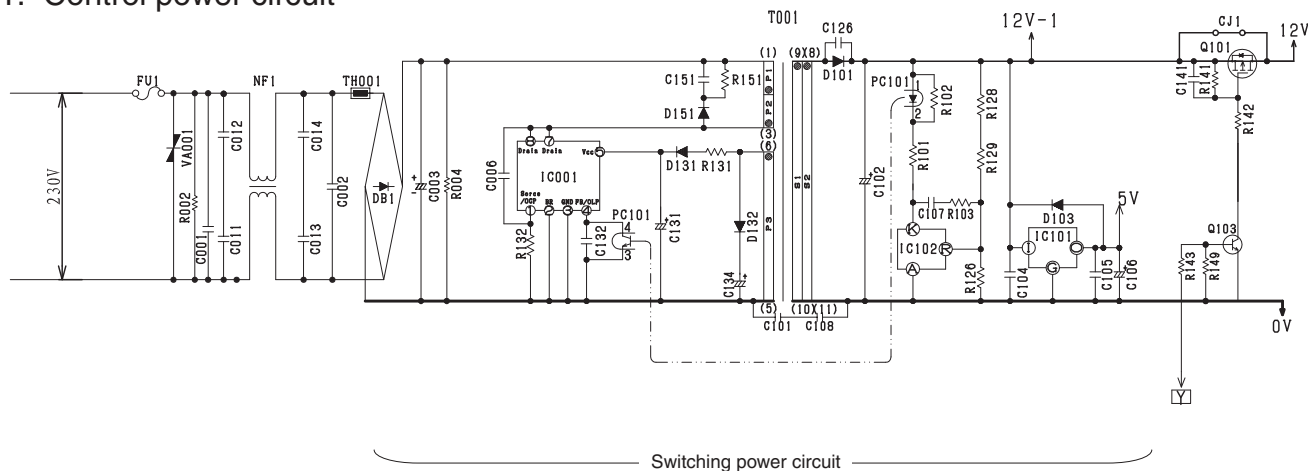 1. Control power circuit
T001
C126
12V-1
CJ1
12V
Q101
FU1
NF1
TH001
(1)
(9)(8)
D101
PC101
C141
R141
C151
R151
P1
P2
D151
1
2
R102
R128
R142
C012
C014
(3)
(6)
Drain
Drain
Vcc
D131
R131
R101
R129
VA001
230V
R002
C001
C011
C013
C002
DB1
C003
R004
C006
IC001
Sorce
/OCP
BR
GND
FB/OLP
PC101
4
3
R132
C132
C131
D132
C134
P3
S1
S2
C102
C107
R103
K
IC102
R
A
R126
D103
5V
I
IC101
O
G
C104
C105
C106
Q103
R143
R149
(5)
(10)(11)
C101
C108
0V
Y
Switching power circuit